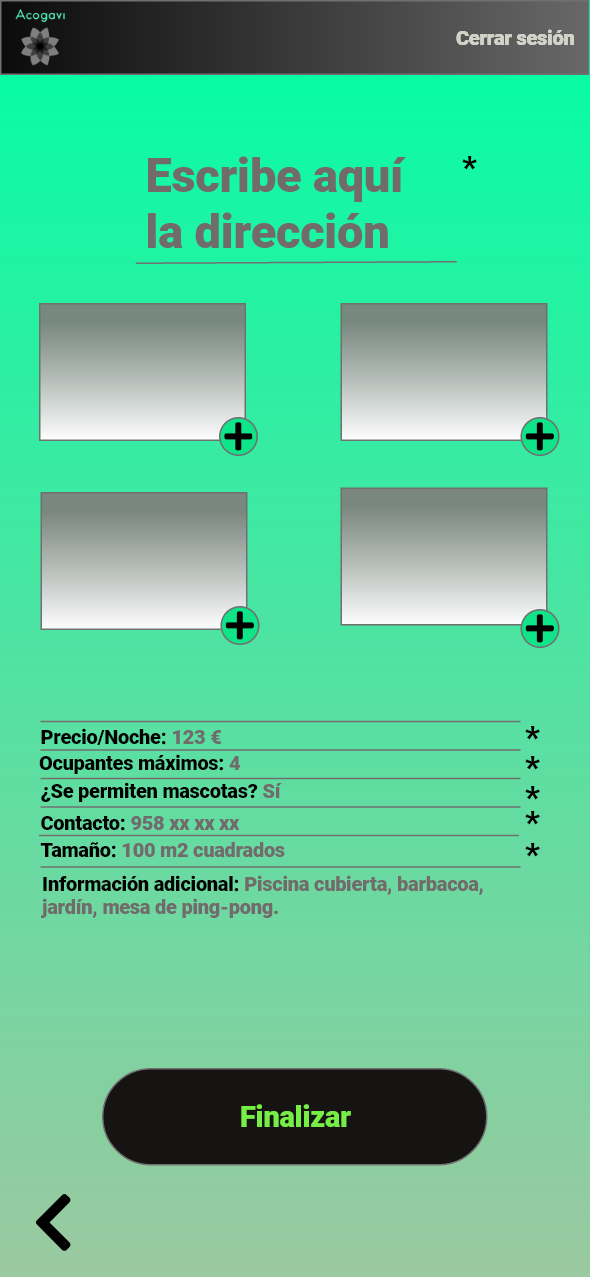 Acogavi
Cerrar sesión
Escribe aquí *
la dirección
Precio/Noche: 123 € *
Ocupantes máximos: 4 *
¿Se permiten mascotas? Sí *
Contacto: 958 xx xx xx *
Tamaño: 100 m2 cuadrados *
Información adicional: Piscina cubierta, barbacoa,
jardín, mesa de ping-pong.
Finalizar